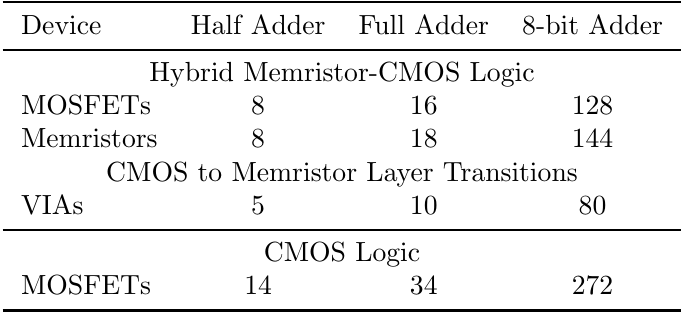 Device Half Adder Full Adder 8-bit Adder
Hybrid Memristor-CMOS Logic
MOSFETs 8 16 128
Memristors 8 18 144
CMOS to Memristor Layer Transitions
VIAs 5 10 80
CMOS Logic
MOSFETs 14 34 272